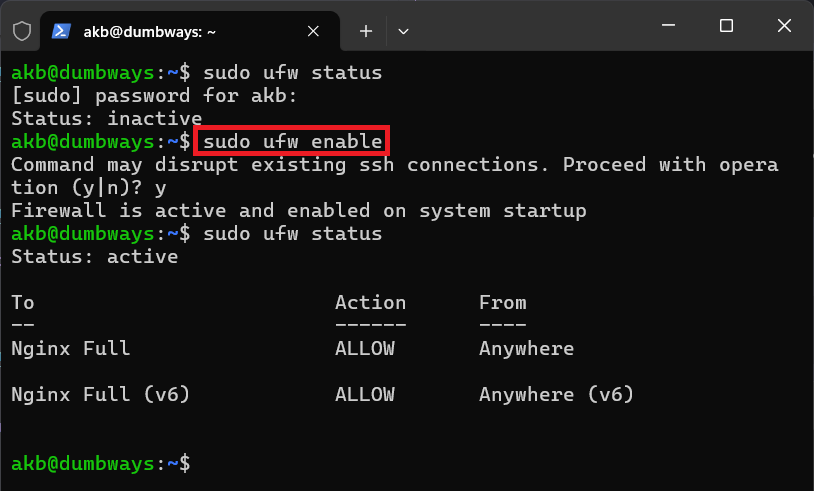 akb@dumbways: ~
akb@dumbways:~$ sudo ufw status
[sudo] password for akb:
Status: inactive
akb@dumbways:~$ sudo ufw enable
Command may disrupt existing ssh connections. Proceed with opera
tion (y|n)? y
Firewall is active and enabled on system startup
akb@dumbways:~$ sudo ufw status
Status: active
To Action From
-- ------ ----
Nginx Full ALLOW Anywhere
Nginx Full (v6) ALLOW Anywhere (v6)
akb@dumbways:~$